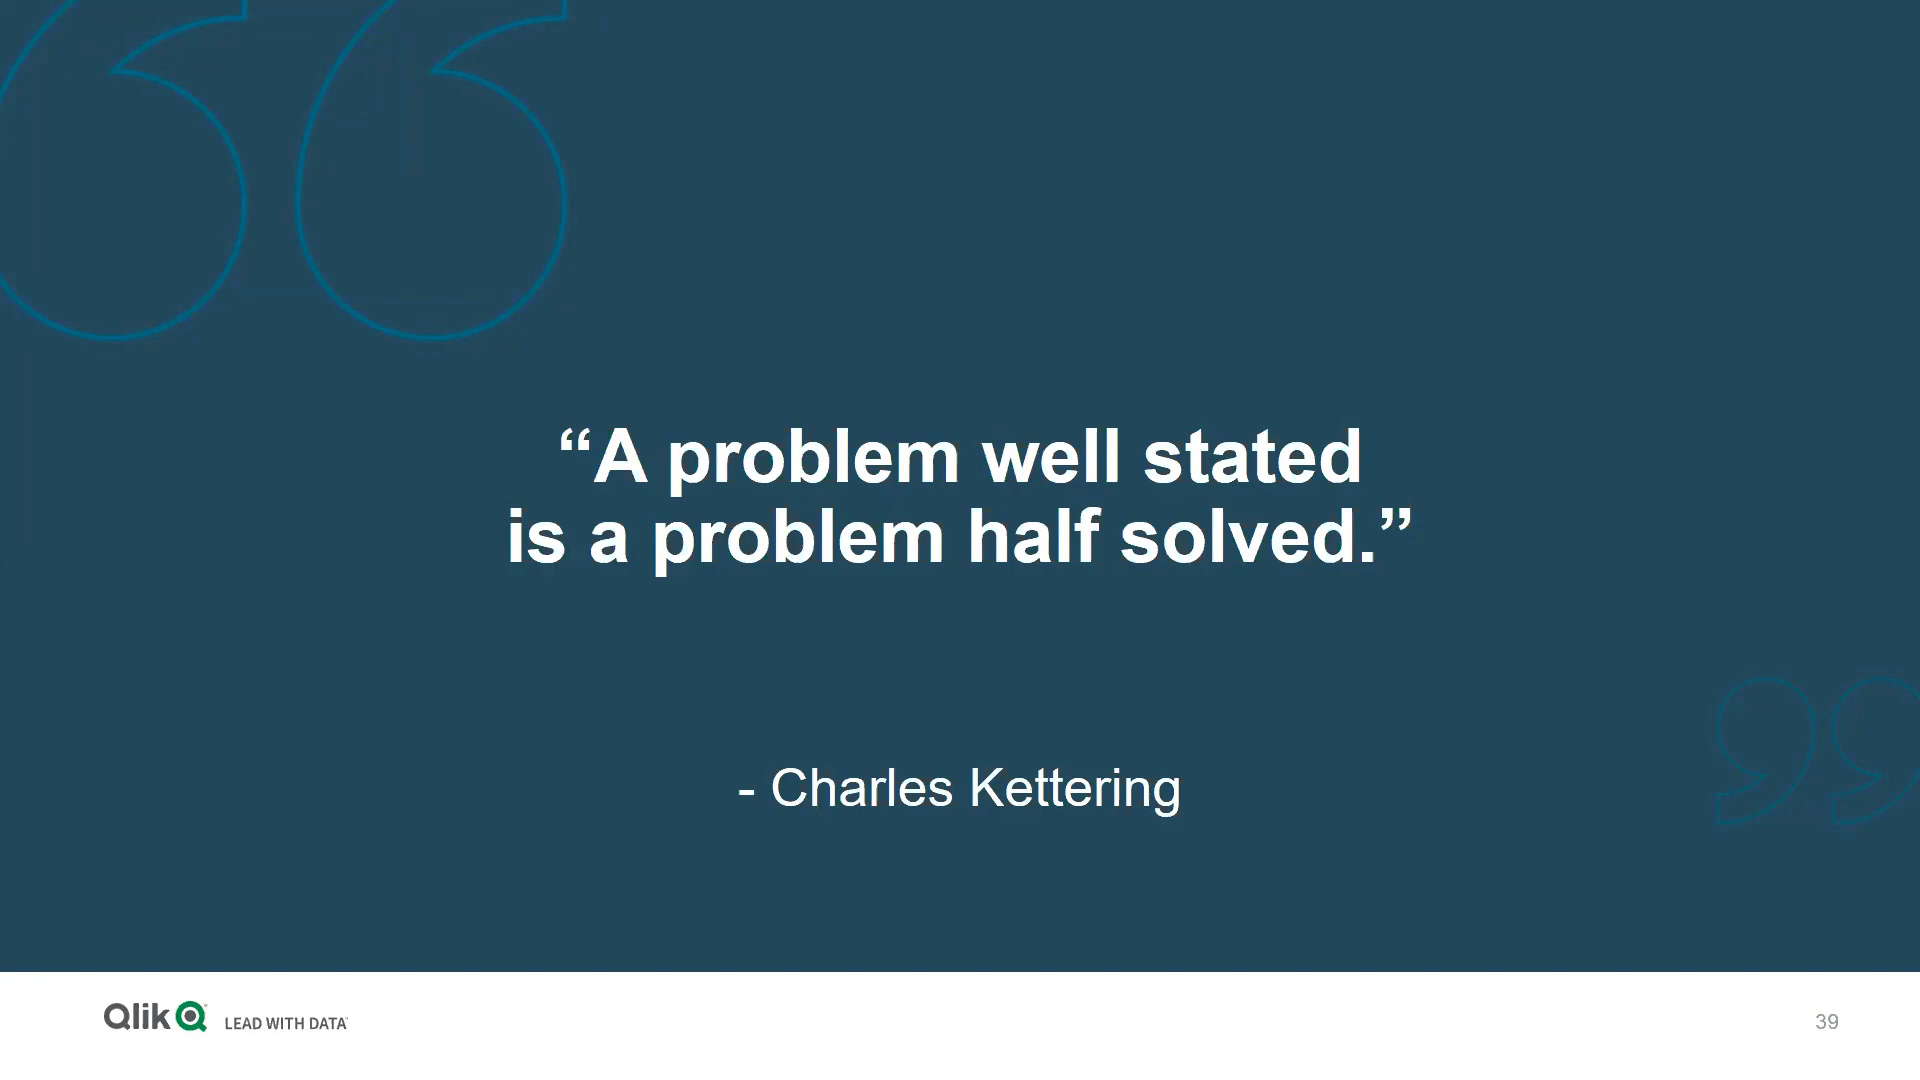 “A problem well stated
is a problem half solved.”
- Charles Kettering
Qlik LEAD WITH DATA
39